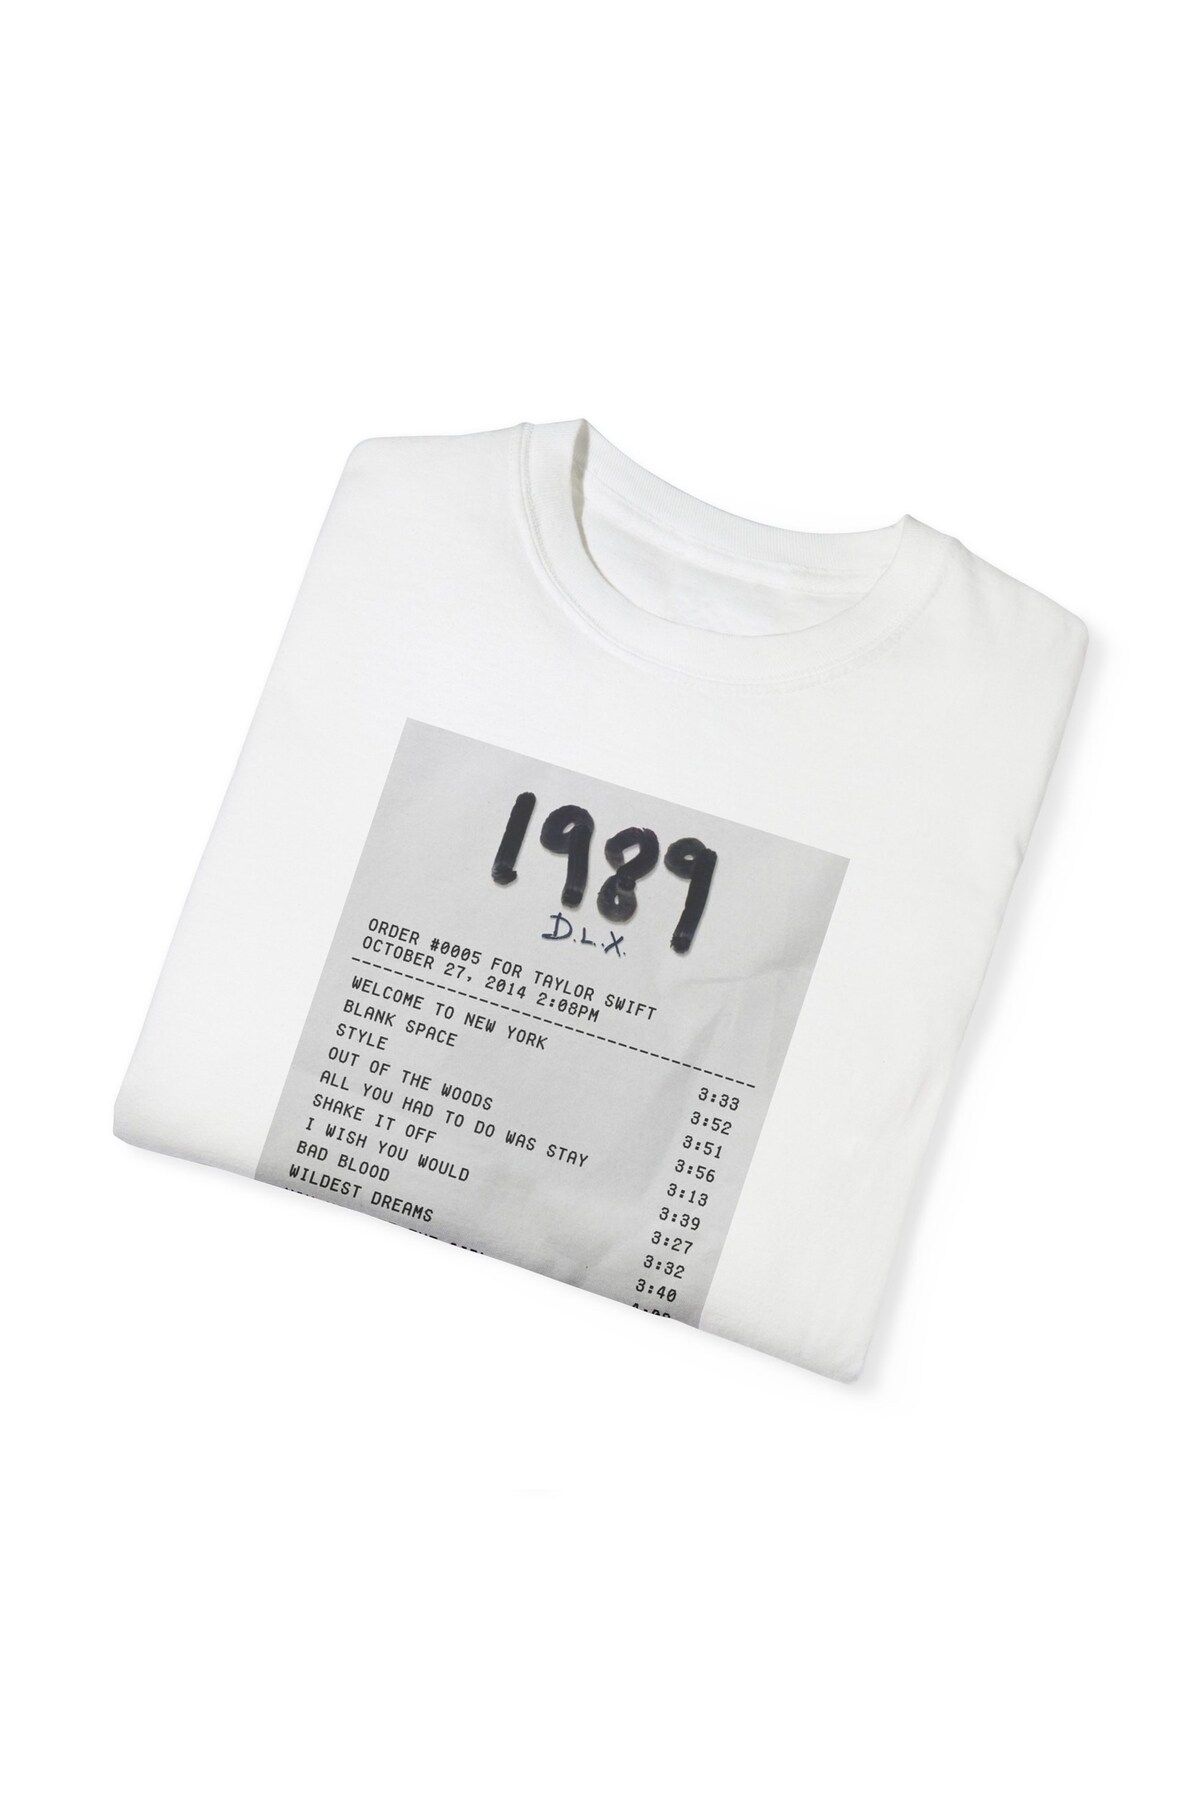 1989
D.L.X.
ORDER #0005 FOR TAYLOR SWIFT
OCTOBER 27, 2014 2:08PM
WELCOME TO NEW YORK 3:33
BLANK SPACE 3:52
STYLE 3:51
OUT OF THE WOODS 3:56
ALL YOU HAD TO DO WAS STAY 3:13
SHAKE IT OFF 3:39
I WISH YOU WOULD 3:27
BAD BLOOD 3:32
WILDEST DREAMS 3:40